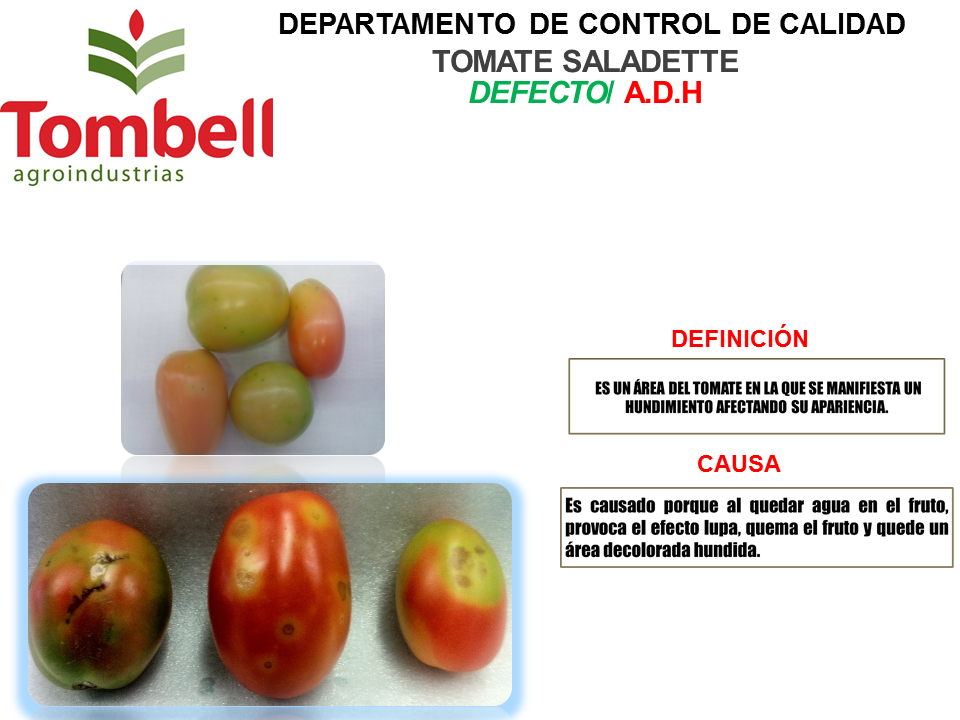 DEPARTAMENTO DE CONTROL DE CALIDAD
TOMATE SALADETTE
DEFECTO/ A.D.H
Tombell
agroindustrias
DEFINICIÓN
ES UN ÁREA DEL TOMATE EN LA QUE SE MANIFIESTA UN
HUNDIMIENTO AFECTANDO SU APARIENCIA.
CAUSA
Es causado porque al quedar agua en el fruto,
provoca el efecto lupa, quema el fruto y quede un
área decolorada hundida.